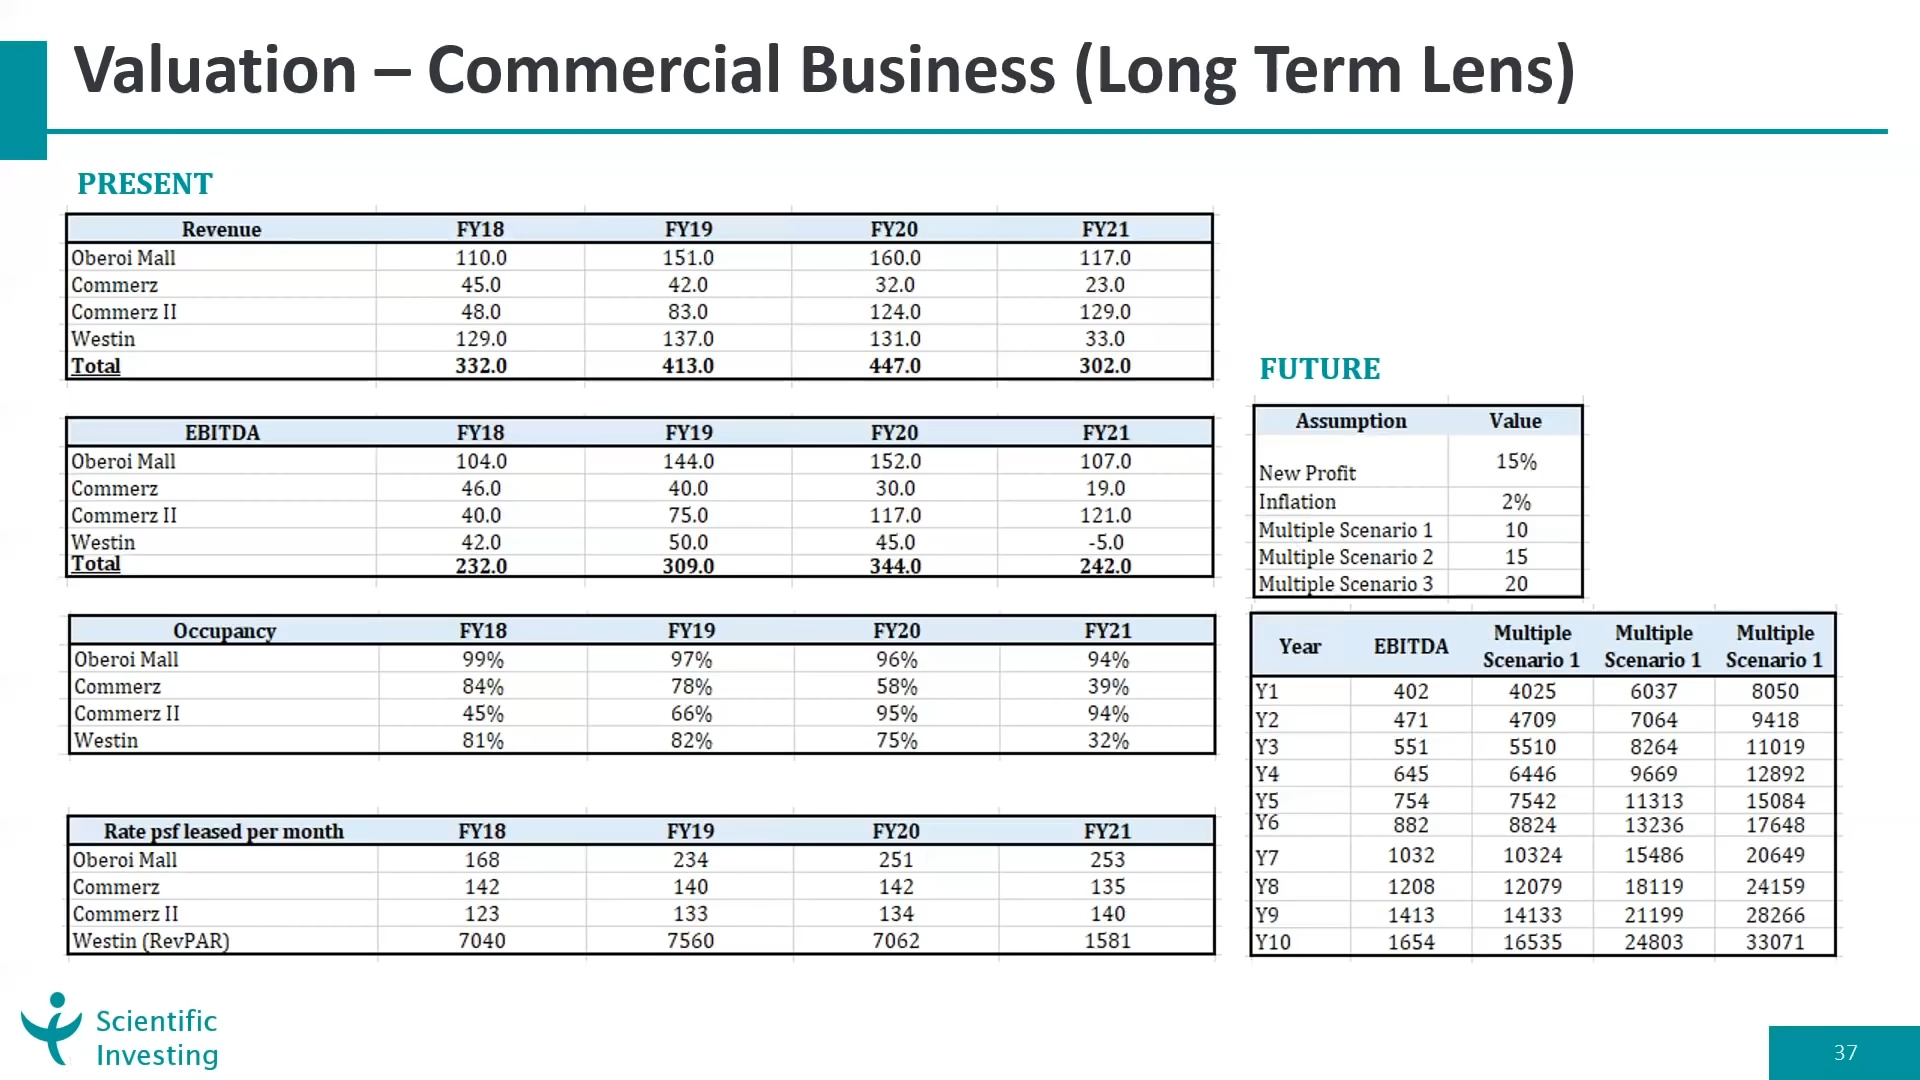 Valuation – Commercial Business (Long Term Lens)
PRESENT
Revenue FY18 FY19 FY20 FY21
Oberoi Mall 110.0 151.0 160.0 117.0
Commerz 45.0 42.0 32.0 23.0
Commerz II 48.0 83.0 124.0 129.0
Westin 129.0 137.0 131.0 33.0
Total 332.0 413.0 447.0 302.0
EBITDA FY18 FY19 FY20 FY21
Oberoi Mall 104.0 144.0 152.0 107.0
Commerz 46.0 40.0 30.0 19.0
Commerz II 40.0 75.0 117.0 121.0
Westin 42.0 50.0 45.0 -5.0
Total 232.0 309.0 344.0 242.0
Occupancy FY18 FY19 FY20 FY21
Oberoi Mall 99% 97% 96% 94%
Commerz 84% 78% 58% 39%
Commerz II 45% 66% 95% 94%
Westin 81% 82% 75% 32%
Rate psf leased per month FY18 FY19 FY20 FY21
Oberoi Mall 168 234 251 253
Commerz 142 140 142 135
Commerz II 123 133 134 140
Westin (RevPAR) 7040 7560 7062 1581
FUTURE
Assumption Value
New Profit 15%
Inflation 2%
Multiple Scenario 1 10
Multiple Scenario 2 15
Multiple Scenario 3 20
Year EBITDA Multiple Scenario 1 Multiple Scenario 1 Multiple Scenario 1
Y1 402 4025 6037 8050
Y2 471 4709 7064 9418
Y3 551 5510 8264 11019
Y4 645 6446 9669 12892
Y5 754 7542 11313 15084
Y6 882 8824 13236 17648
Y7 1032 10324 15486 20649
Y8 1208 12079 18119 24159
Y9 1413 14133 21199 28266
Y10 1654 16535 24803 33071
Scientific
Investing
37